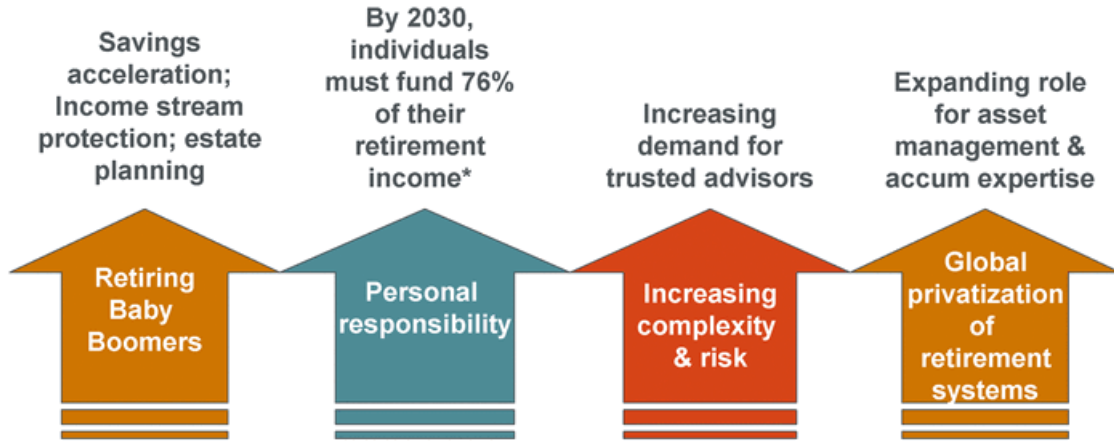 Savings
acceleration;
Income stream
protection; estate
planning
By 2030,
individuals
must fund 76%
of their
retirement
income*
Increasing
demand for
trusted advisors
Expanding role
for asset
management &
accum expertise
Retiring
Baby
Boomers
Personal
responsibility
Increasing
complexity
& risk
Global
privatization
of
retirement
systems